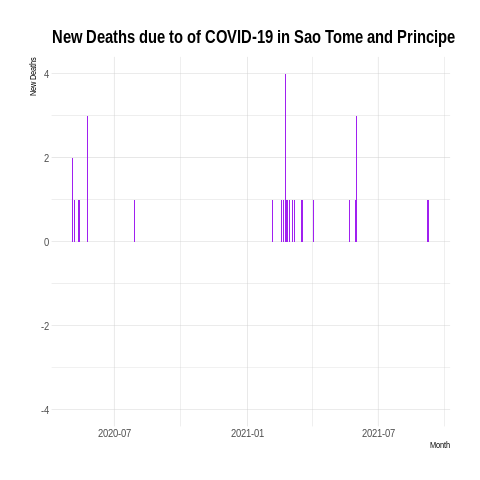 New Deaths due to of COVID-19 in Sao Tome and Principe
New Deaths
4
2
0
-2
-4
2020-07
2021-01
2021-07
Month